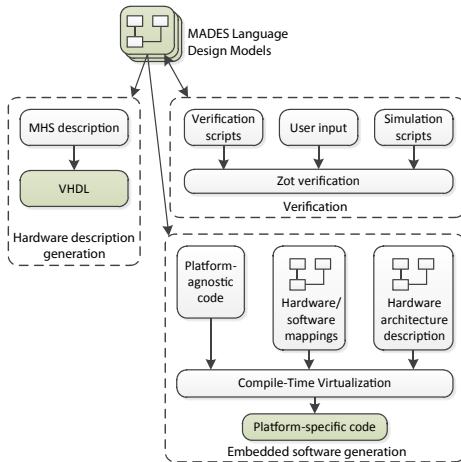 MADES Language
Design Models
MHS description
VHDL
Hardware description
generation
Verification
scripts
User input
Simulation
scripts
Zot verification
Verification
Platform-
agnostic
code
Hardware/
software
mappings
Hardware
architecture
description
Compile-Time Virtualization
Platform-specific code
Embedded software generation